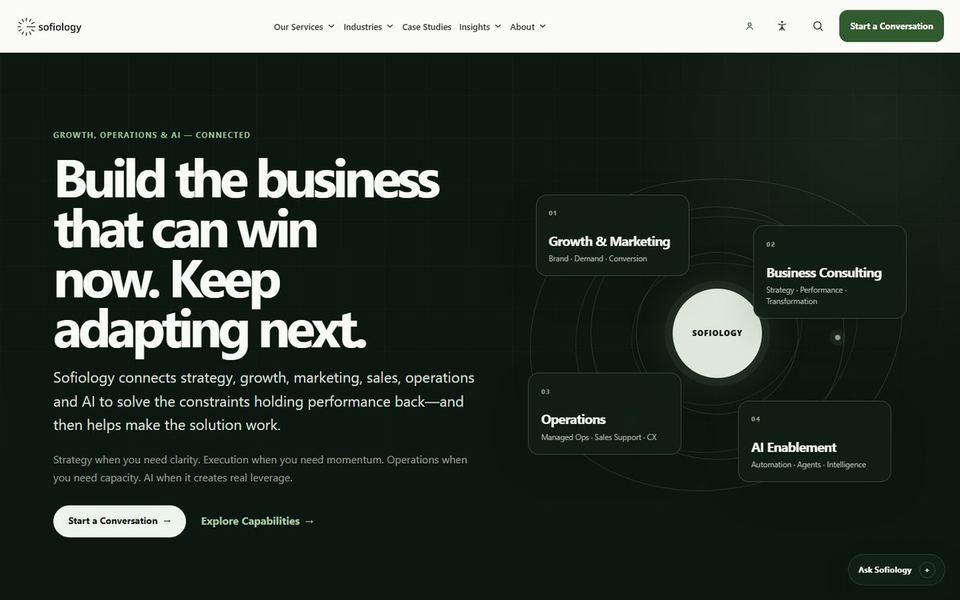 sofiology
Our Services
Industries
Case Studies
Insights
About
Start a Conversation
GROWTH, OPERATIONS & AI — CONNECTED
Build the business
that can win
now. Keep
adapting next.
Sofiology connects strategy, growth, marketing, sales, operations
and AI to solve the constraints holding performance back—and
then helps make the solution work.
Strategy when you need clarity. Execution when you need momentum. Operations when
you need capacity. AI when it creates real leverage.
Start a Conversation →
Explore Capabilities →
01
Growth & Marketing
Brand · Demand · Conversion
02
Business Consulting
Strategy · Performance ·
Transformation
SOFIOLOGY
03
Operations
Managed Ops · Sales Support · CX
04
AI Enablement
Automation · Agents · Intelligence
Ask Sofiology